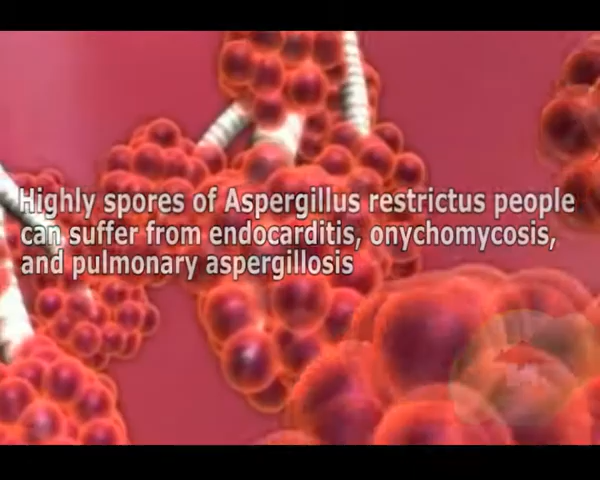 Highly spores of Aspergillus restrictus people
can suffer from endocarditis, onychomycosis,
and pulmonary aspergillosis